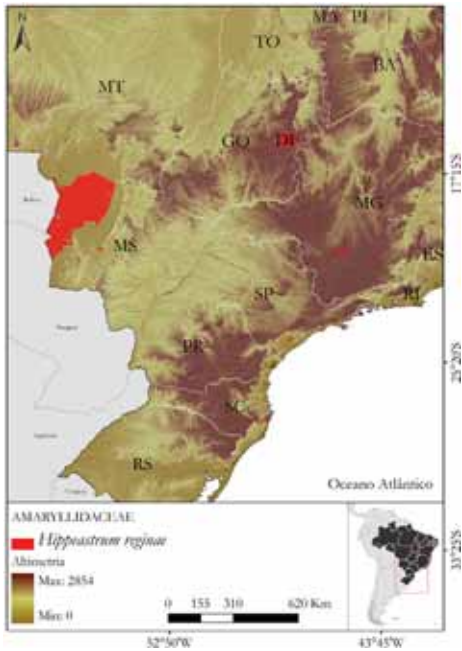 N
MA PI
TO
BA
MT
GO DF
17°15'S
MG
MS
ES
SP
RJ
PR
25°20'S
SC
RS
Oceano Atlântico
AMARYLLIDACEAE
Hippeastrum reginae
Altimetria
Max: 2854
Min: 0
0 155 310 620 Km
33°25'S
52°50'W 43°45'W